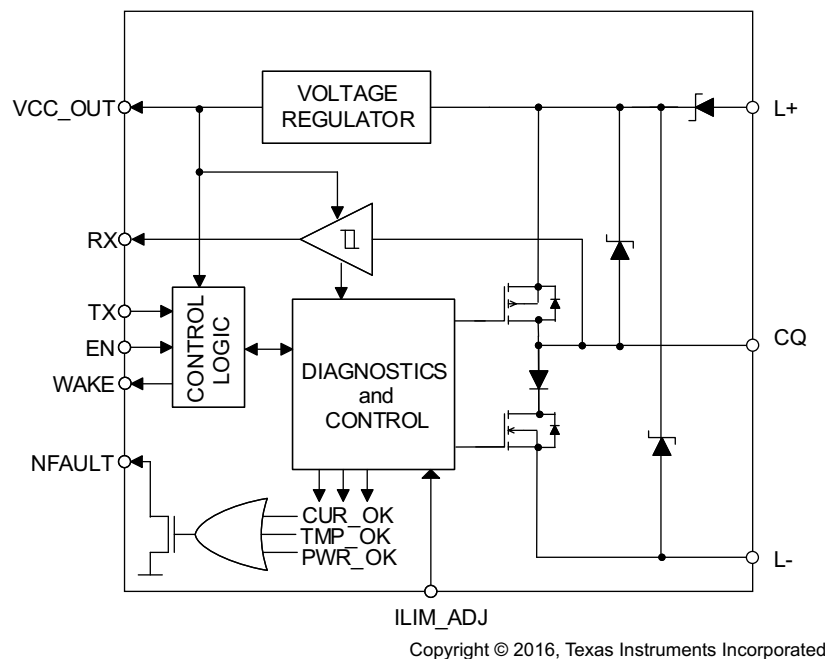 VOLTAGE
REGULATOR
VCC_OUT
L+
RX
TX
EN
WAKE
CONTROL
LOGIC
DIAGNOSTICS
and
CONTROL
CQ
NFAULT
CUR_OK
TMP_OK
PWR_OK
L-
ILIM_ADJ
Copyright © 2016, Texas Instruments Incorporated